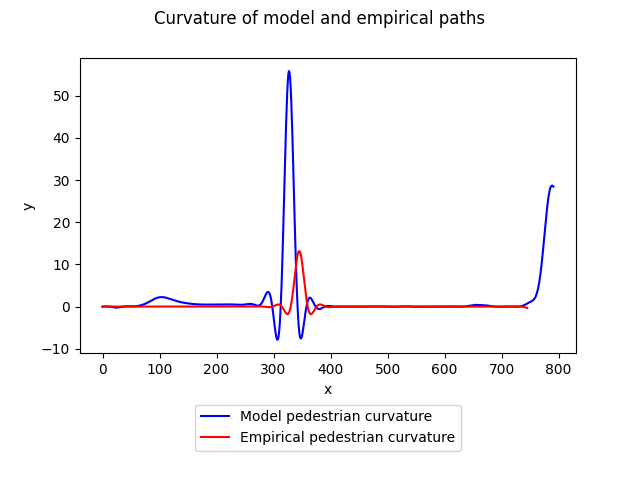 Curvature of model and empirical paths
50
40
30
20
10
0
−10
y
0 100 200 300 400 500 600 700 800
x
Model pedestrian curvature
Empirical pedestrian curvature